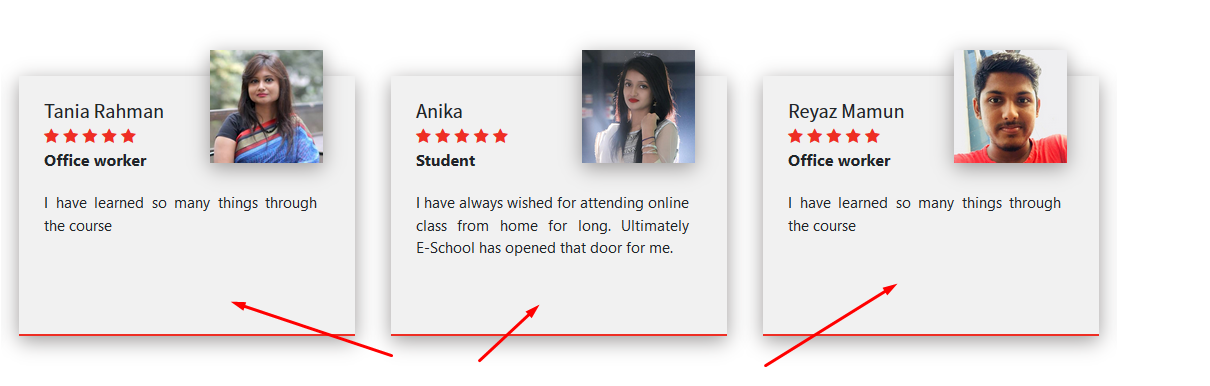 Tania Rahman
Office worker
I have learned so many things through
the course
Anika
Student
I have always wished for attending online
class from home for long. Ultimately
E-School has opened that door for me.
Reyaz Mamun
Office worker
I have learned so many things through
the course